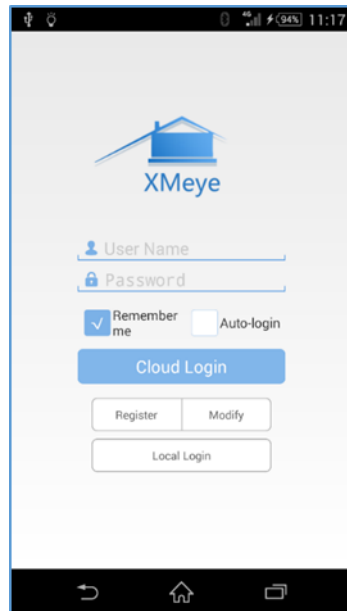 4G 94% 11:17
XMeye
User Name
Password
Remember
me
Auto-login
Cloud Login
Register Modify
Local Login